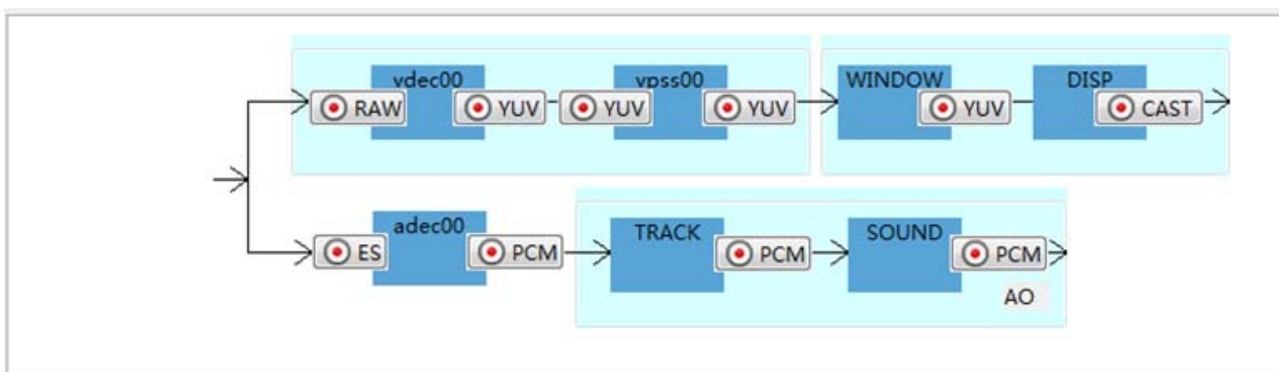 vdec00 vpss00 WINDOW DISP
RAW YUV YUV YUV YUV CAST
adec00 TRACK SOUND
ES PCM PCM PCM
AO